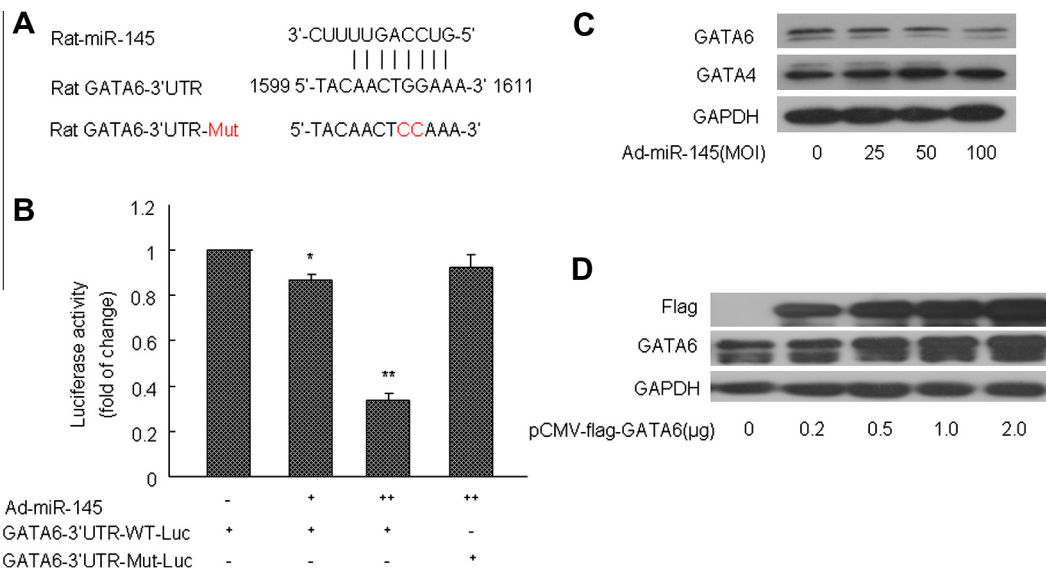 A
Rat-miR-145 3'-CUUUUGACCUG-5'
Rat GATA6-3'UTR 1599 5'-TACAACTGGAAA-3' 1611
Rat GATA6-3'UTR-Mut 5'-TACAACTCCAAA-3'
B
Luciferase activity
(fold of change)
1.2
1
0.8
0.6
0.4
0.2
0
*
**
Ad-miR-145 - + ++ ++
GATA6-3'UTR-WT-Luc + + + -
GATA6-3'UTR-Mut-Luc - - - +
C
GATA6
GATA4
GAPDH
Ad-miR-145(MOI) 0 25 50 100
D
Flag
GATA6
GAPDH
pCMV-flag-GATA6(µg) 0 0.2 0.5 1.0 2.0